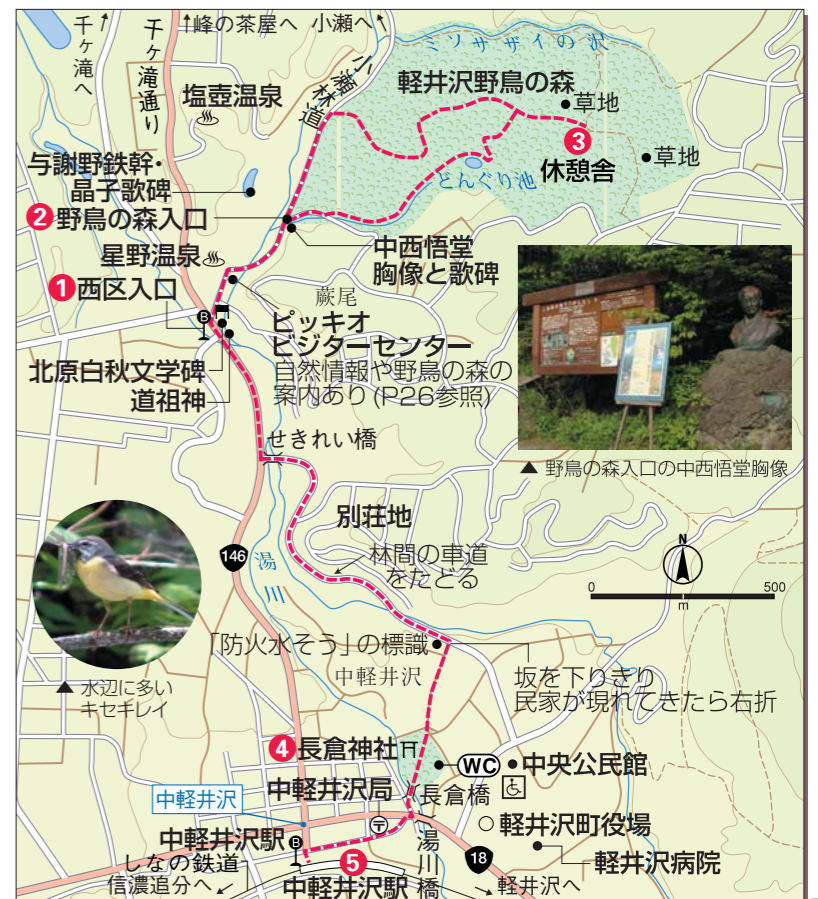 千ヶ滝へ
千ヶ滝通り
↑峰の茶屋へ
小瀬へ↑
小瀬林道
ミソサザイの沢
塩壺温泉
軽井沢野鳥の森
草地
草地
③
休憩舎
どんぐり池
与謝野鉄幹・
晶子歌碑
②野鳥の森入口
中西悟堂
胸像と歌碑
星野温泉
①西区入口
B
蕨尾
ピッキオ
ビジターセンター
自然情報や野鳥の森の
案内あり(P26参照)
北原白秋文学碑
道祖神
▲ 野鳥の森入口の中西悟堂胸像
せきれい橋
別荘地
林間の車道
をたどる
146
湯川
N
0 500
m
「防火水そう」の標識
中軽井沢
坂を下りきり
民家が現れてきたら右折
▲ 水辺に多い
キセキレイ
④長倉神社
WC
中央公民館
中軽井沢局
長倉橋
中軽井沢
〒
軽井沢町役場
中軽井沢駅
B
湯川橋
18
軽井沢病院
しなの鉄道
信濃追分へ
⑤
中軽井沢駅
軽井沢へ